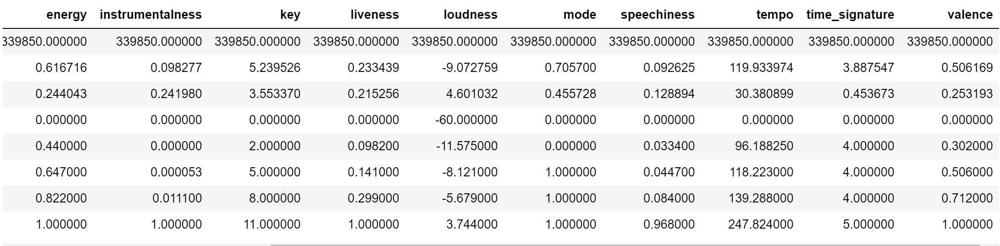 energy instrumentalness key liveness loudness mode speechiness tempo time_signature valence
339850.000000 339850.000000 339850.000000 339850.000000 339850.000000 339850.000000 339850.000000 339850.000000 339850.000000 339850.000000
0.616716 0.098277 5.239526 0.233439 -9.072759 0.705700 0.092625 119.933974 3.887547 0.506169
0.244043 0.241980 3.553370 0.215256 4.601032 0.455728 0.128894 30.380899 0.453673 0.253193
0.000000 0.000000 0.000000 0.000000 -60.000000 0.000000 0.000000 0.000000 0.000000 0.000000
0.440000 0.000000 2.000000 0.098200 -11.575000 0.000000 0.033400 96.188250 4.000000 0.302000
0.647000 0.000053 5.000000 0.141000 -8.121000 1.000000 0.044700 118.223000 4.000000 0.506000
0.822000 0.011100 8.000000 0.299000 -5.679000 1.000000 0.084000 139.288000 4.000000 0.712000
1.000000 1.000000 11.000000 1.000000 3.744000 1.000000 0.968000 247.824000 5.000000 1.000000